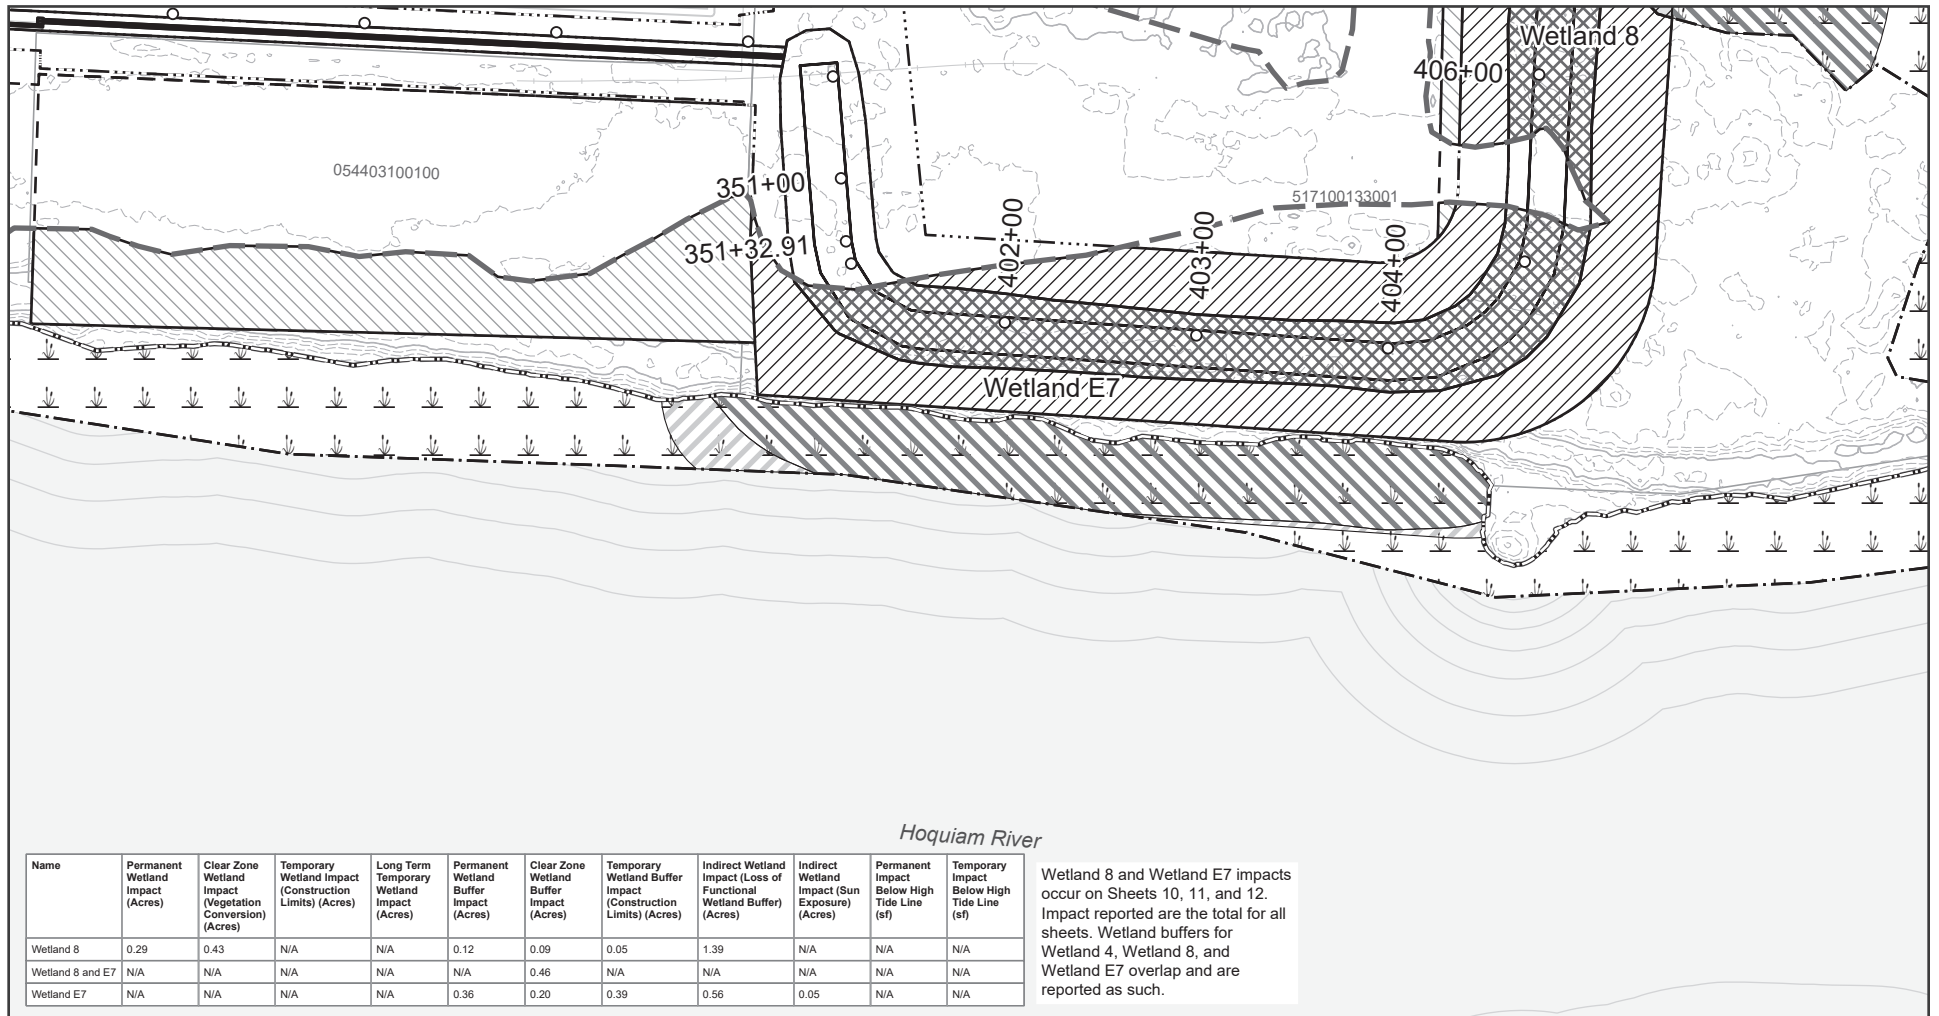 Wetland 8
406+00
054403100100
351+00
517100133001
351+32.91
402+00
403+00
404+00
Wetland E7
Hoquiam River
Name
Permanent
Wetland
Impact
(Acres)
Clear Zone
Wetland
Impact
(Vegetation
Conversion)
(Acres)
Temporary
Wetland Impact
(Construction
Limits) (Acres)
Long Term
Temporary
Wetland
Impact
(Acres)
Permanent
Wetland
Buffer
Impact
(Acres)
Clear Zone
Wetland
Buffer
Impact
(Acres)
Temporary
Wetland Buffer
Impact
(Construction
Limits) (Acres)
Indirect Wetland
Impact (Loss of
Functional
Wetland Buffer)
(Acres)
Indirect
Wetland
Impact (Sun
Exposure)
(Acres)
Permanent
Impact
Below High
Tide Line
(sf)
Temporary
Impact
Below High
Tide Line
(sf)
Wetland 8 0.29 0.43 N/A N/A 0.12 0.09 0.05 1.39 N/A N/A N/A
Wetland 8 and E7 N/A N/A N/A N/A N/A 0.46 N/A N/A N/A N/A N/A
Wetland E7 N/A N/A N/A N/A 0.36 0.20 0.39 0.56 0.05 N/A N/A
Wetland 8 and Wetland E7 impacts
occur on Sheets 10, 11, and 12.
Impact reported are the total for all
sheets. Wetland buffers for
Wetland 4, Wetland 8, and
Wetland E7 overlap and are
reported as such.